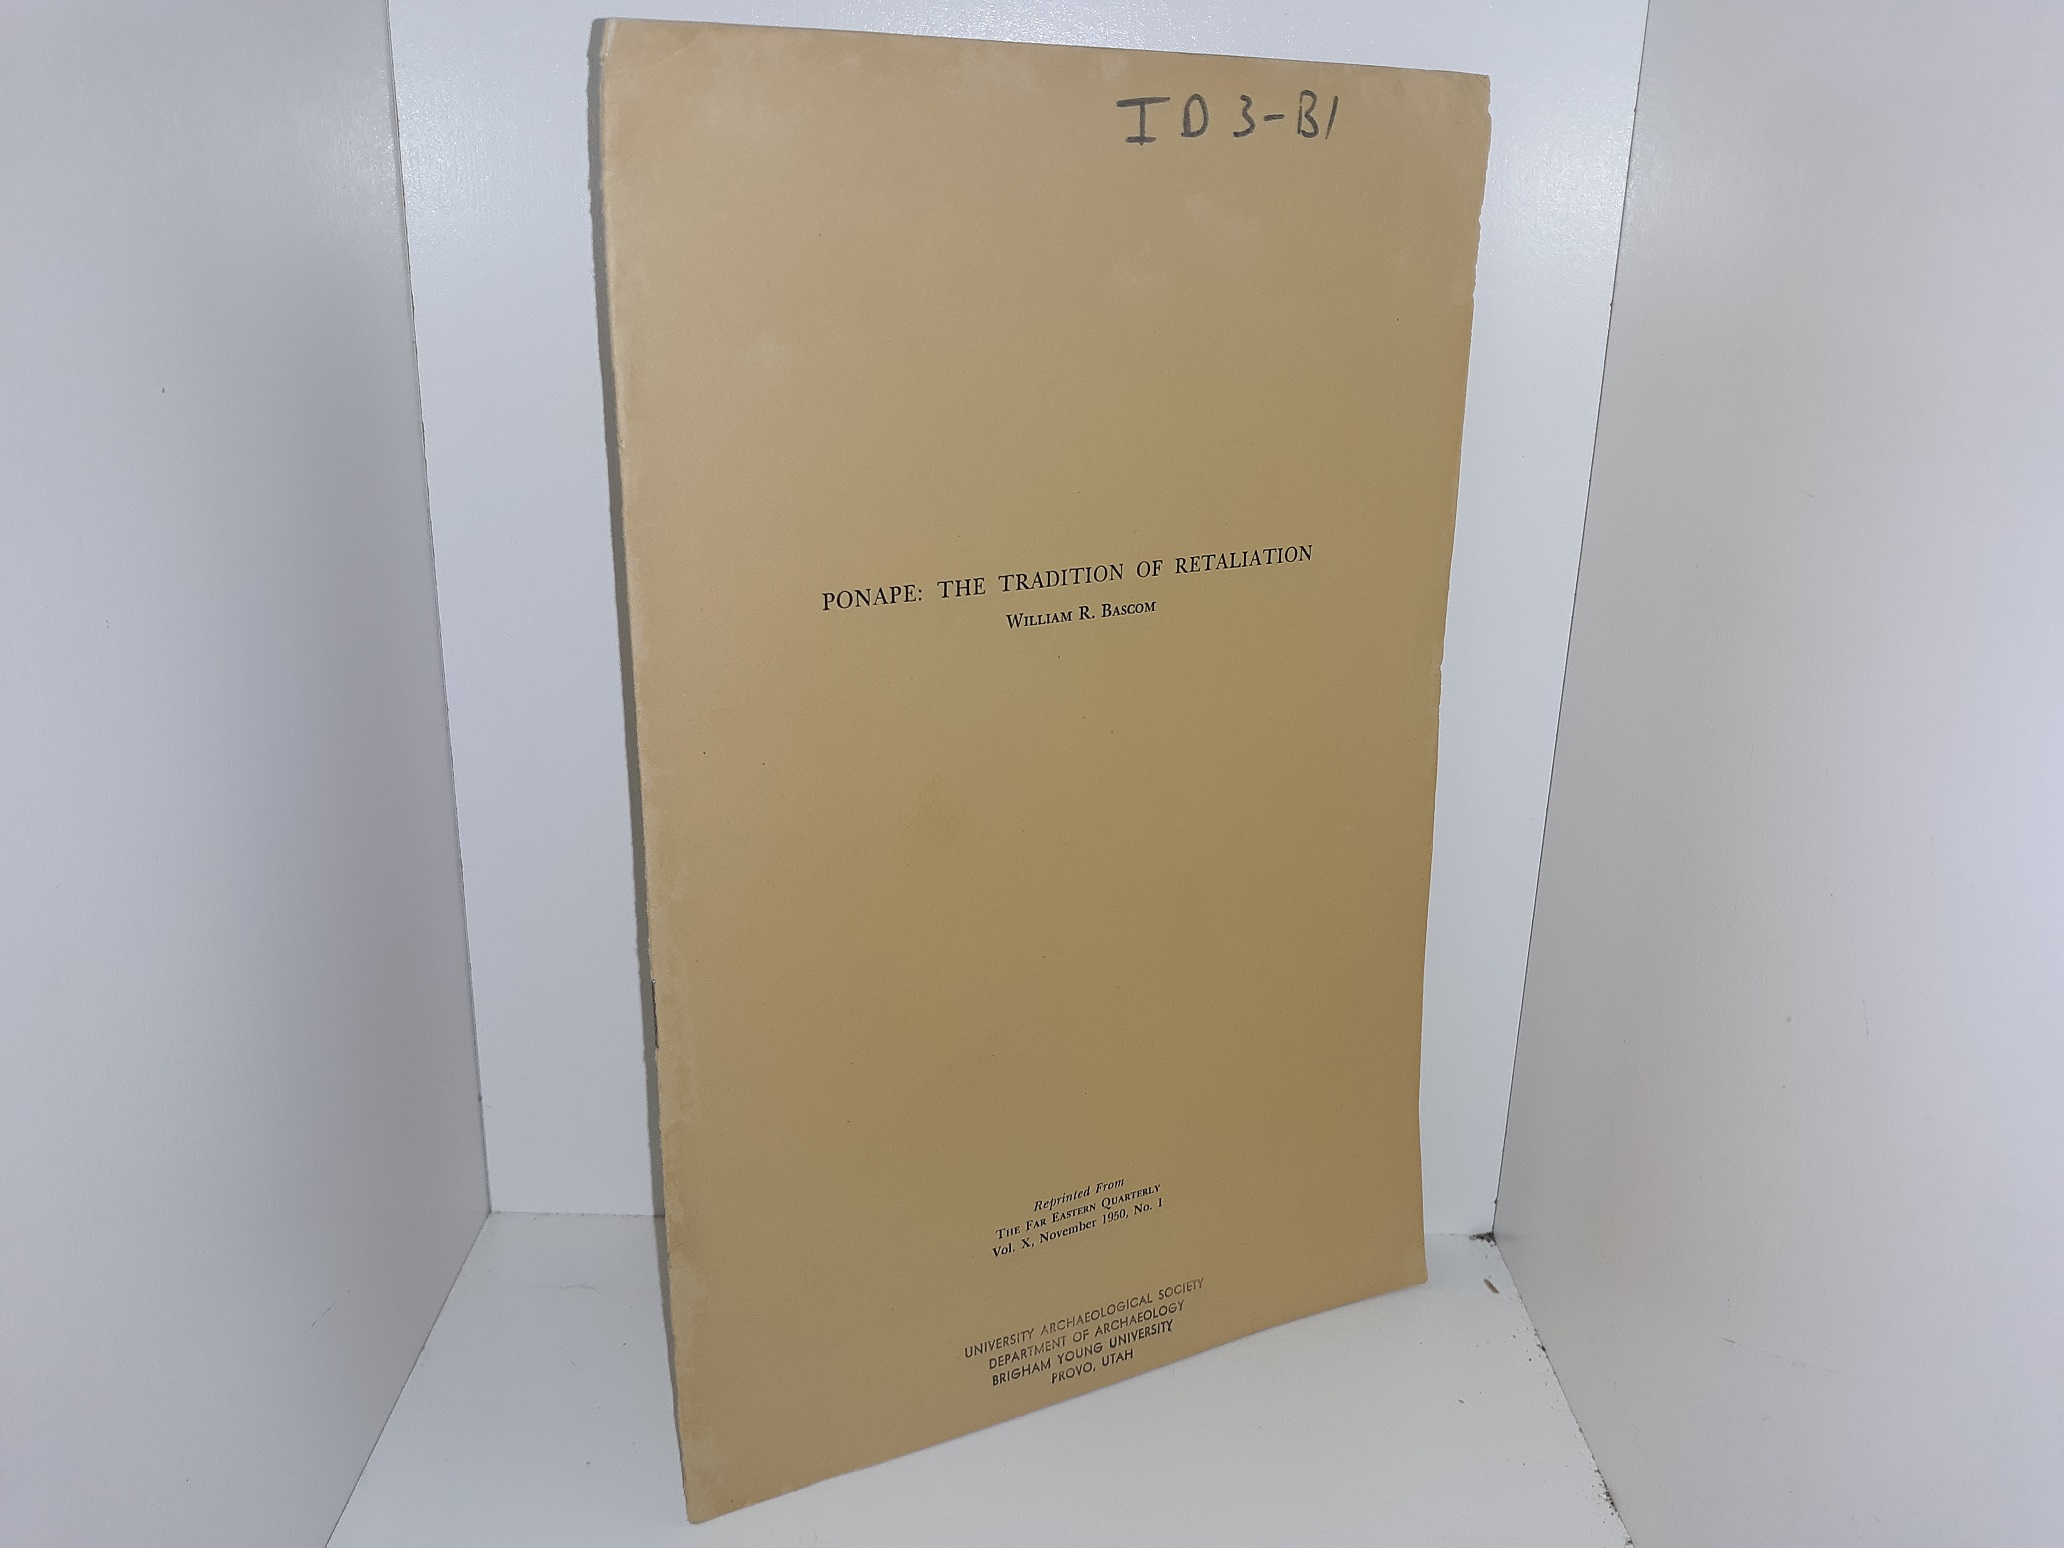 ID 3-B1
PONAPE: THE TRADITION OF RETALIATION
WILLIAM R. BASCOM
Reprinted From
THE FAR EASTERN QUARTERLY
Vol. X, November 1950, No. 1
UNIVERSITY ARCHAEOLOGICAL SOCIETY
DEPARTMENT OF ARCHAEOLOGY
BRIGHAM YOUNG UNIVERSITY
PROVO, UTAH